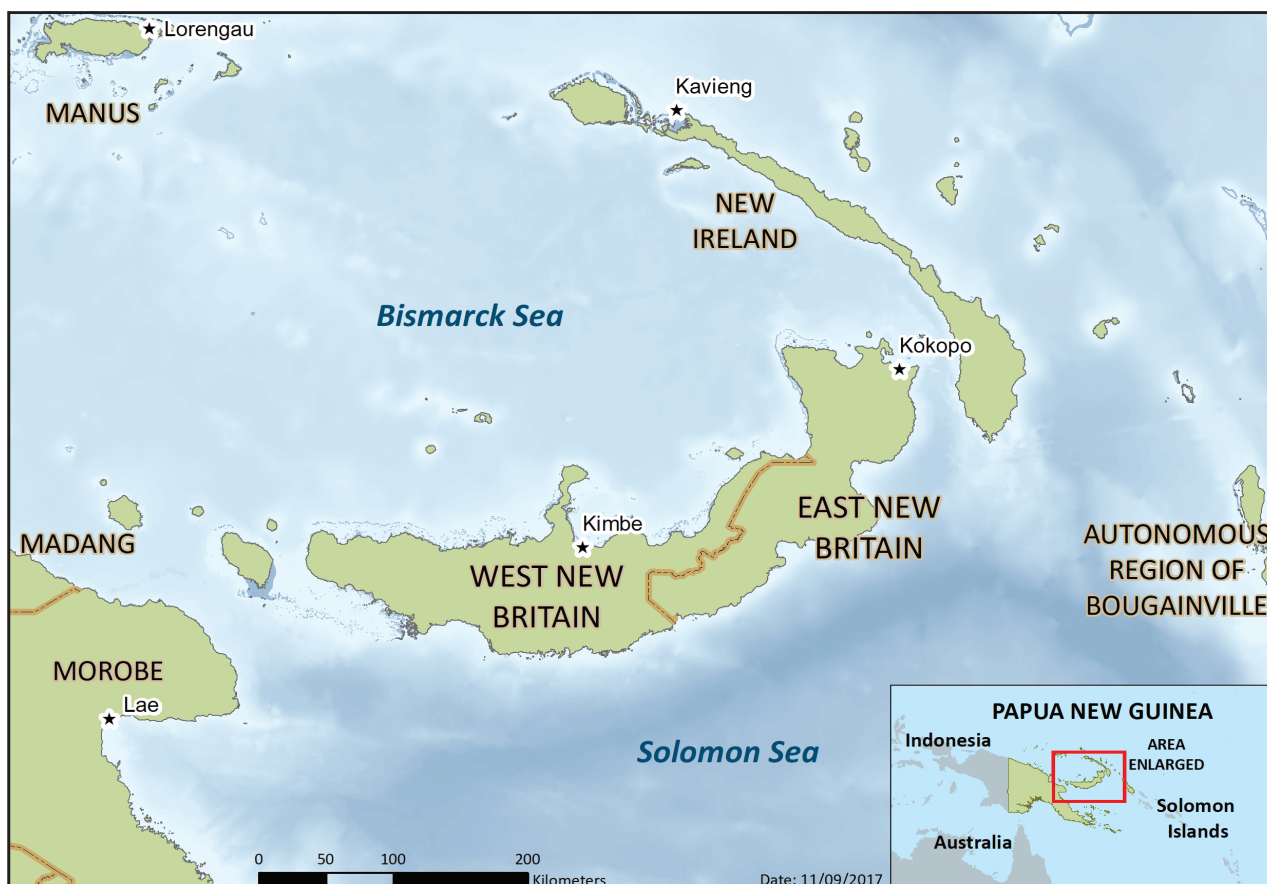 Lorengau
MANUS
Kavieng
NEW
IRELAND
Bismarck Sea
Kokopo
MADANG
Kimbe
WEST NEW
BRITAIN
EAST NEW
BRITAIN
AUTONOMOUS
REGION OF
BOUGAINVILLE
MOROBE
Lae
Solomon Sea
PAPUA NEW GUINEA
Indonesia
AREA
ENLARGED
Solomon
Islands
Australia
0 50 100 200
Kilometers
Date: 11/09/2017